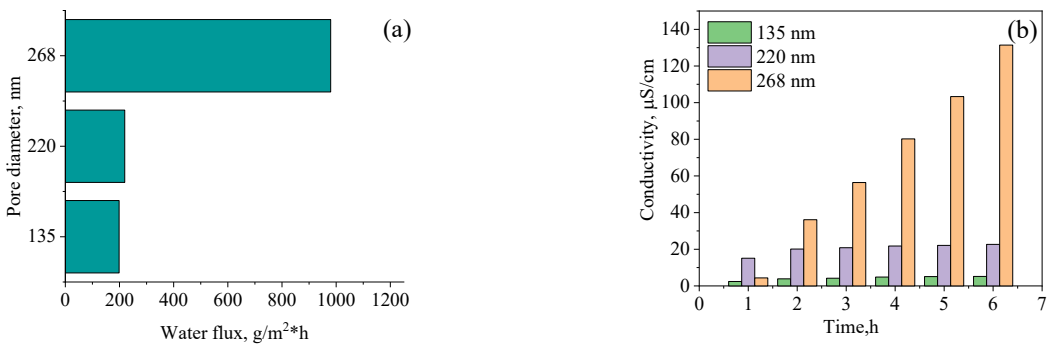 (a)
Pore diameter, nm
268
220
135
0 200 400 600 800 1000 1200
Water flux, g/m²*h
(b)
135 nm
220 nm
268 nm
Conductivity, μS/cm
140
120
100
80
60
40
20
0
0 1 2 3 4 5 6 7
Time,h